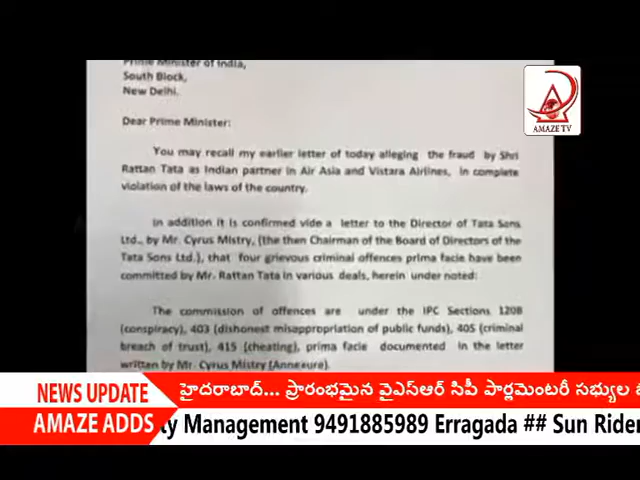 Prime Minister of India,
South Block,
New Delhi.
Dear Prime Minister:
You may recall my earlier letter of today alleging the fraud by Shri
Rattan Tata as Indian partner in Air Asia and Vistara Airlines, in complete
violation of the laws of the country.
In addition it is confirmed vide a letter to the Director of Tata Sons
Ltd., by Mr. Cyrus Mistry, (the then Chairman of the Board of Directors of the
Tata Sons Ltd.), that four grievous criminal offences prima facie have been
committed by Mr. Rattan Tata in various deals, herein under noted:
The commission of offences are under the IPC Sections 120B
(conspiracy), 403 (dishonest misappropriation of public funds), 405 (criminal
breach of trust), 415 (cheating), prima facie documented in the letter
written by Mr. Cyrus Mistry (Annexure).
AMAZE TV
NEWS UPDATE
హైదరాబాద్... ప్రారంభమైన వైఎస్ఆర్ సిపీ పార్లమెంటరీ సభ్యుల
AMAZE ADDS
ty Management 9491885989 Erragada ## Sun Rider